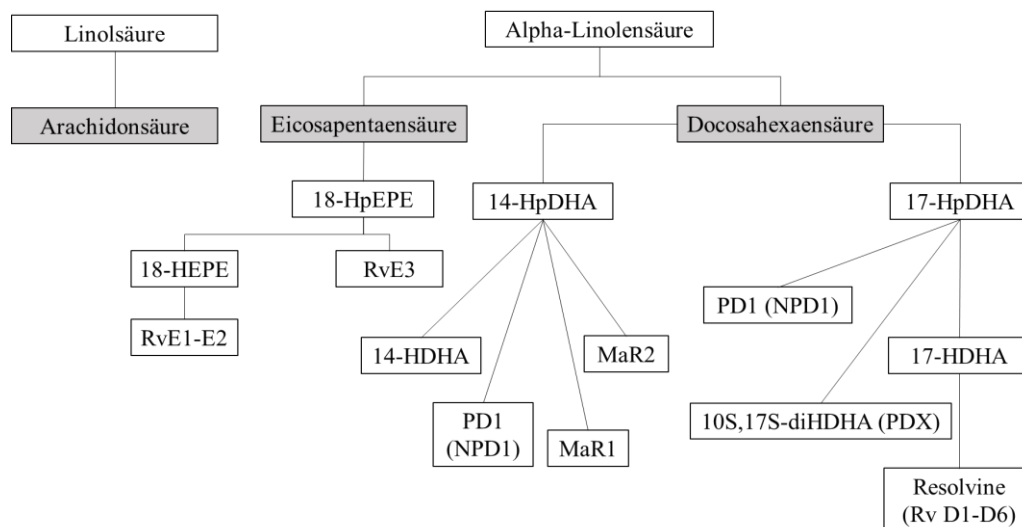 Linolsäure
Alpha-Linolensäure
Arachidonsäure
Eicosapentaensäure
Docosahexaensäure
18-HpEPE
14-HpDHA
17-HpDHA
18-HEPE
RvE3
PD1 (NPD1)
RvE1-E2
14-HDHA
MaR2
17-HDHA
PD1
(NPD1)
MaR1
10S,17S-diHDHA (PDX)
Resolvine
(Rv D1-D6)